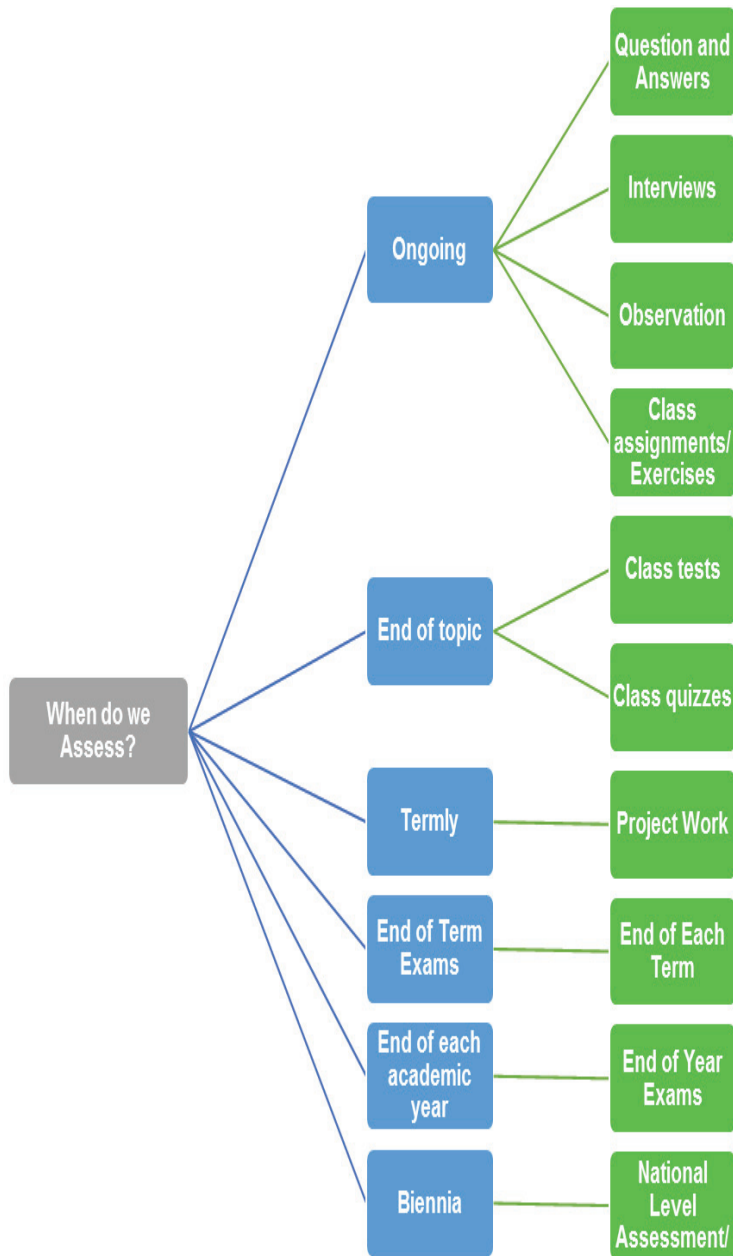 When do we
Assess?
Ongoing
Question and
Answers
Interviews
Observation
Class
assignments/
Exercises
End of topic
Class tests
Class quizzes
Termly
Project Work
End of Term
Exams
End of Each
Term
End of each
academic
year
End of Year
Exams
Biennia
National
Level
Assessment/